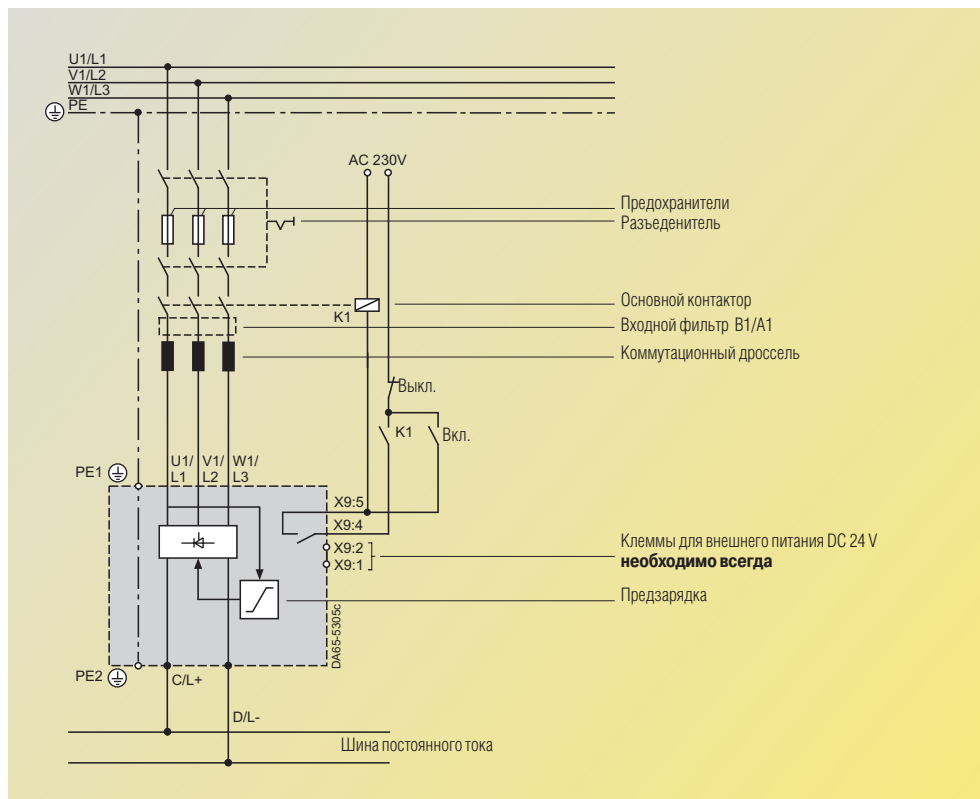 U1/L1
V1/L2
W1/L3
PE
AC 230V
Предохранители
Разъеденитель
Основной контактор
K1
Входной фильтр B1/A1
Коммутационный дроссель
Выкл.
K1
Вкл.
U1/ V1/ W1/
L1 L2 L3
PE1
X9:5
X9:4
X9:2
X9:1
Клеммы для внешнего питания DC 24 V
необходимо всегда
Предзарядка
DA65-5305c
PE2
C/L+
D/L-
Шина постоянного тока